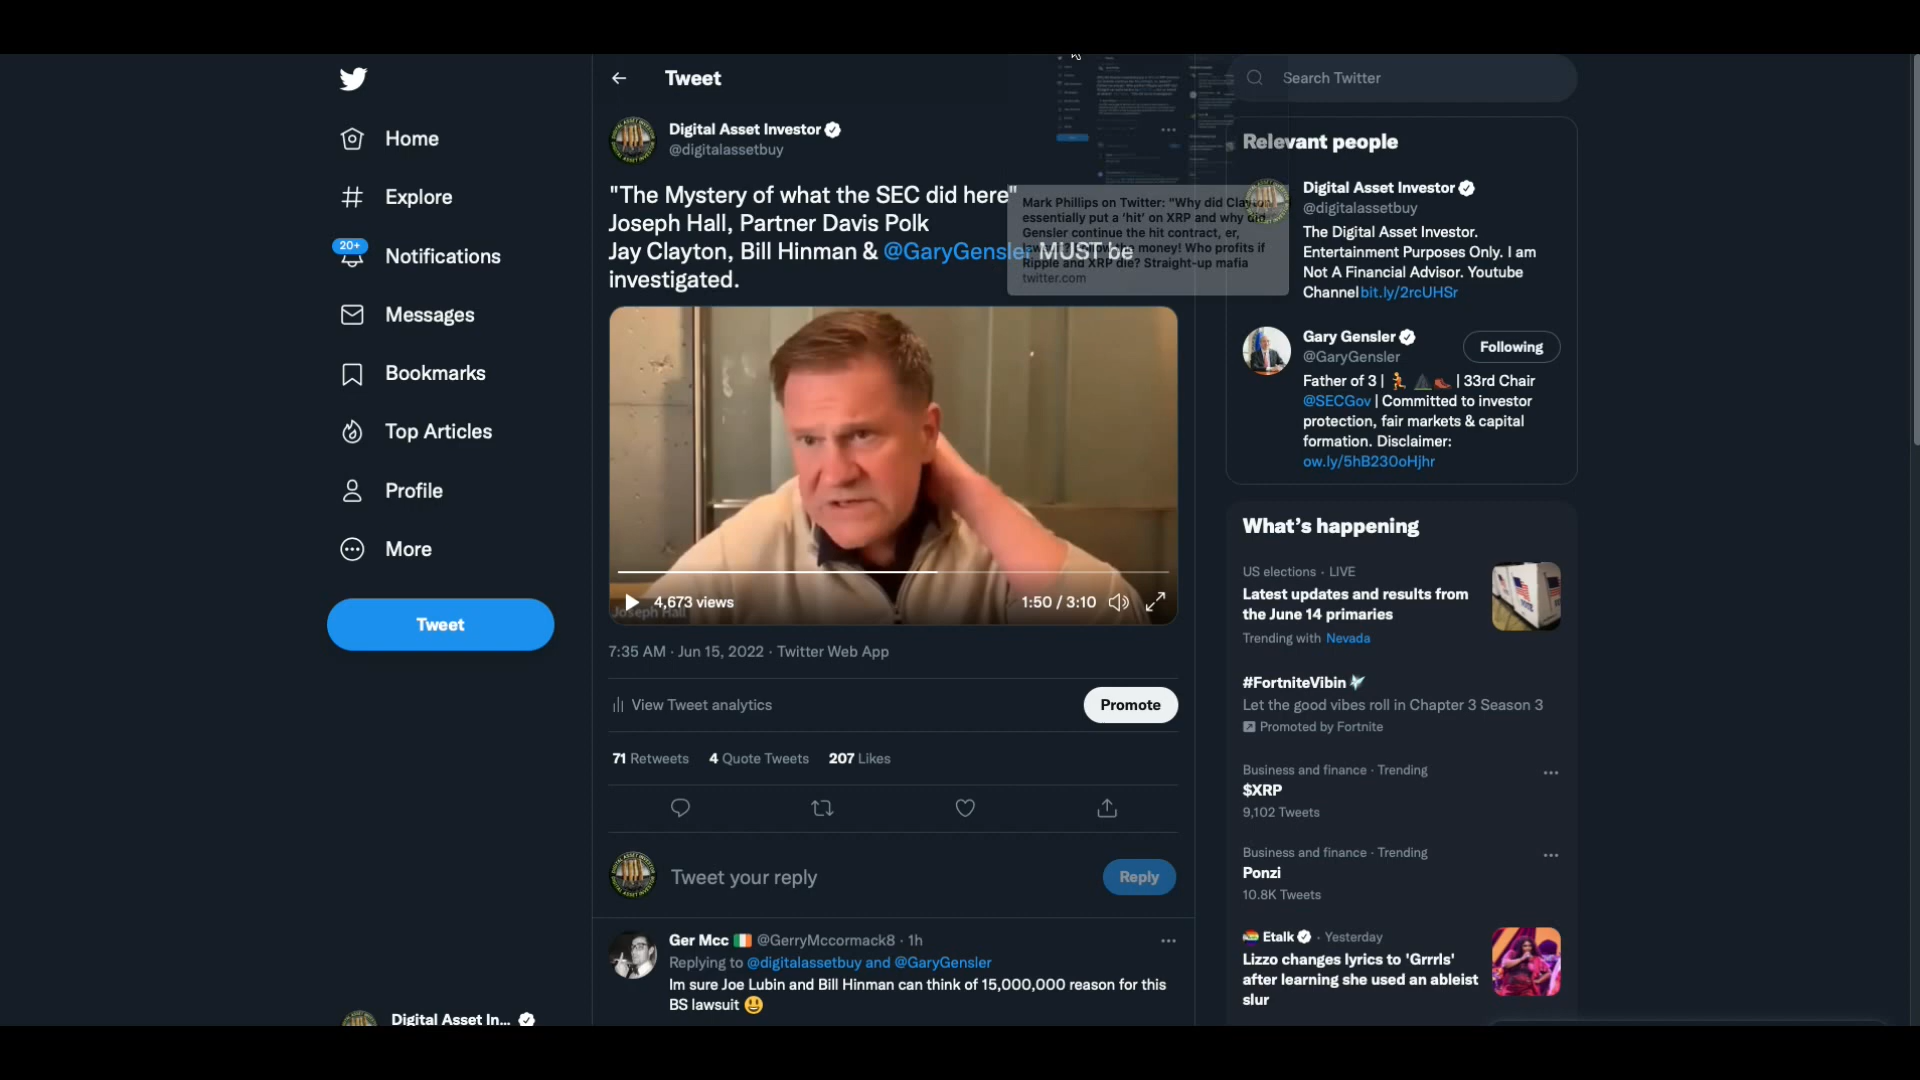 Home
Explore
20+
Notifications
Messages
Bookmarks
Top Articles
Profile
More
Tweet
Digital Asset In...
Tweet
Digital Asset Investor
@digitalassetbuy
"The Mystery of what the SEC did here"
Joseph Hall, Partner Davis Polk
Jay Clayton, Bill Hinman & @GaryGensler MUST be
investigated.
Mark Phillips on Twitter: "Why did Clayton
essentially put a 'hit' on XRP and why did
Gensler continue the hit contract, er,
the money! Who profits if
Ripple and XRP die? Straight-up mafia
twitter.com
Joseph Hall
4,673 views
1:50 / 3:10
7:35 AM · Jun 15, 2022 · Twitter Web App
View Tweet analytics
Promote
71 Retweets 4 Quote Tweets 207 Likes
Tweet your reply
Reply
Ger Mcc @GerryMccormack8 · 1h
Replying to @digitalassetbuy and @GaryGensler
Im sure Joe Lubin and Bill Hinman can think of 15,000,000 reason for this
BS lawsuit
Search Twitter
Relevant people
Digital Asset Investor
@digitalassetbuy
The Digital Asset Investor.
Entertainment Purposes Only. I am
Not A Financial Advisor. Youtube
Channelbit.ly/2rcUHSr
Gary Gensler
@GaryGensler
Following
Father of 3 | | 33rd Chair
@SECGov | Committed to investor
protection, fair markets & capital
formation. Disclaimer:
ow.ly/5hB230oHjhr
What's happening
US elections · LIVE
Latest updates and results from
the June 14 primaries
Trending with Nevada
#FortniteVibin
Let the good vibes roll in Chapter 3 Season 3
Promoted by Fortnite
Business and finance · Trending
$XRP
9,102 Tweets
Business and finance · Trending
Ponzi
10.8K Tweets
Etalk · Yesterday
Lizzo changes lyrics to 'Grrrls'
after learning she used an ableist
slur